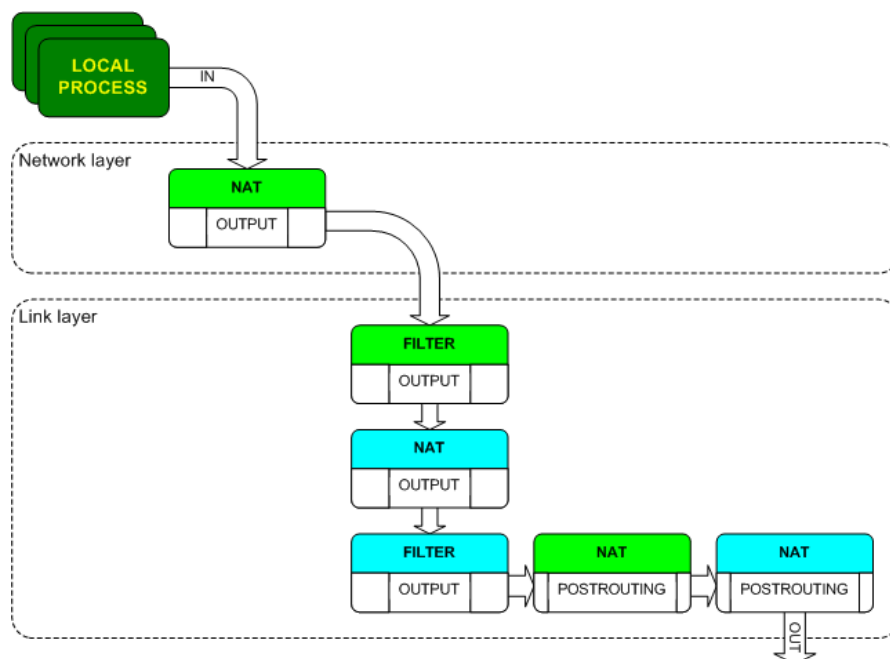 LOCAL
PROCESS
IN
Network layer
NAT
OUTPUT
Link layer
FILTER
OUTPUT
NAT
OUTPUT
FILTER
OUTPUT
NAT
POSTROUTING
NAT
POSTROUTING
OUT